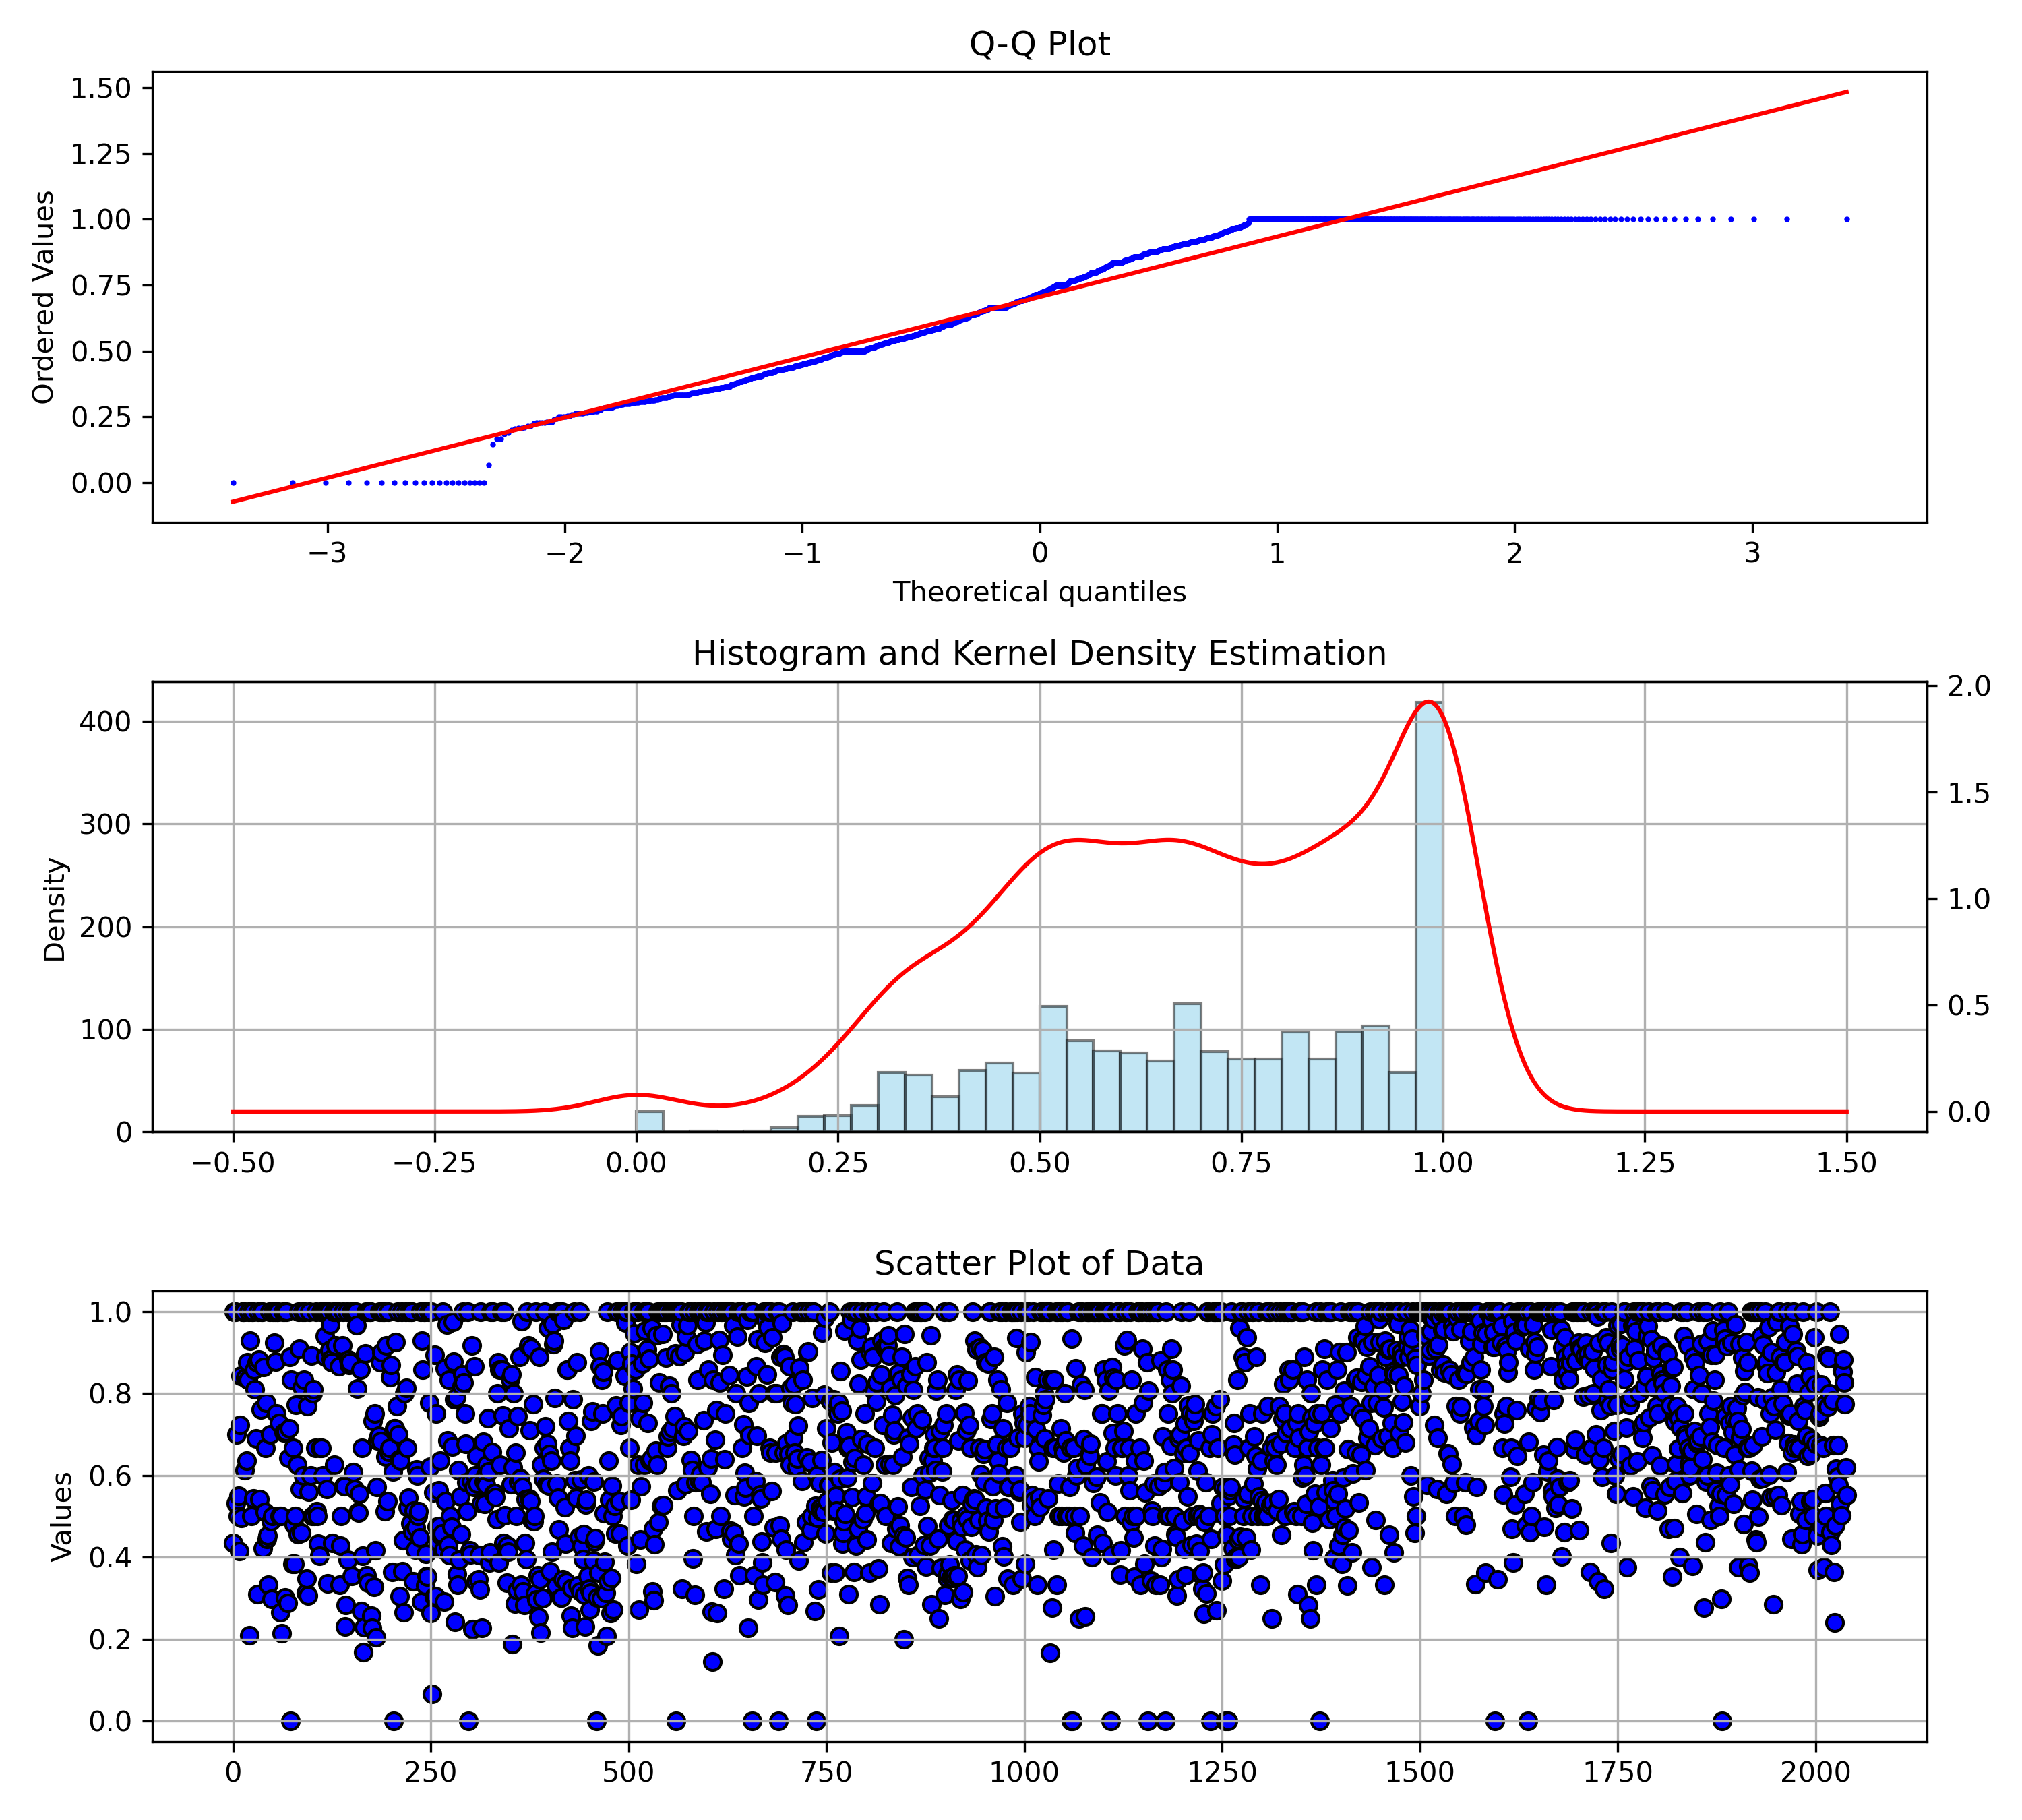 Q-Q Plot
1.50
1.25
1.00
0.75
0.50
0.25
0.00
Ordered Values
−3 −2 −1 0 1 2 3
Theoretical quantiles
Histogram and Kernel Density Estimation
400
300
200
100
0
Density
2.0
1.5
1.0
0.5
0.0
−0.50 −0.25 0.00 0.25 0.50 0.75 1.00 1.25 1.50
Scatter Plot of Data
1.0
0.8
0.6
0.4
0.2
0.0
Values
0 250 500 750 1000 1250 1500 1750 2000